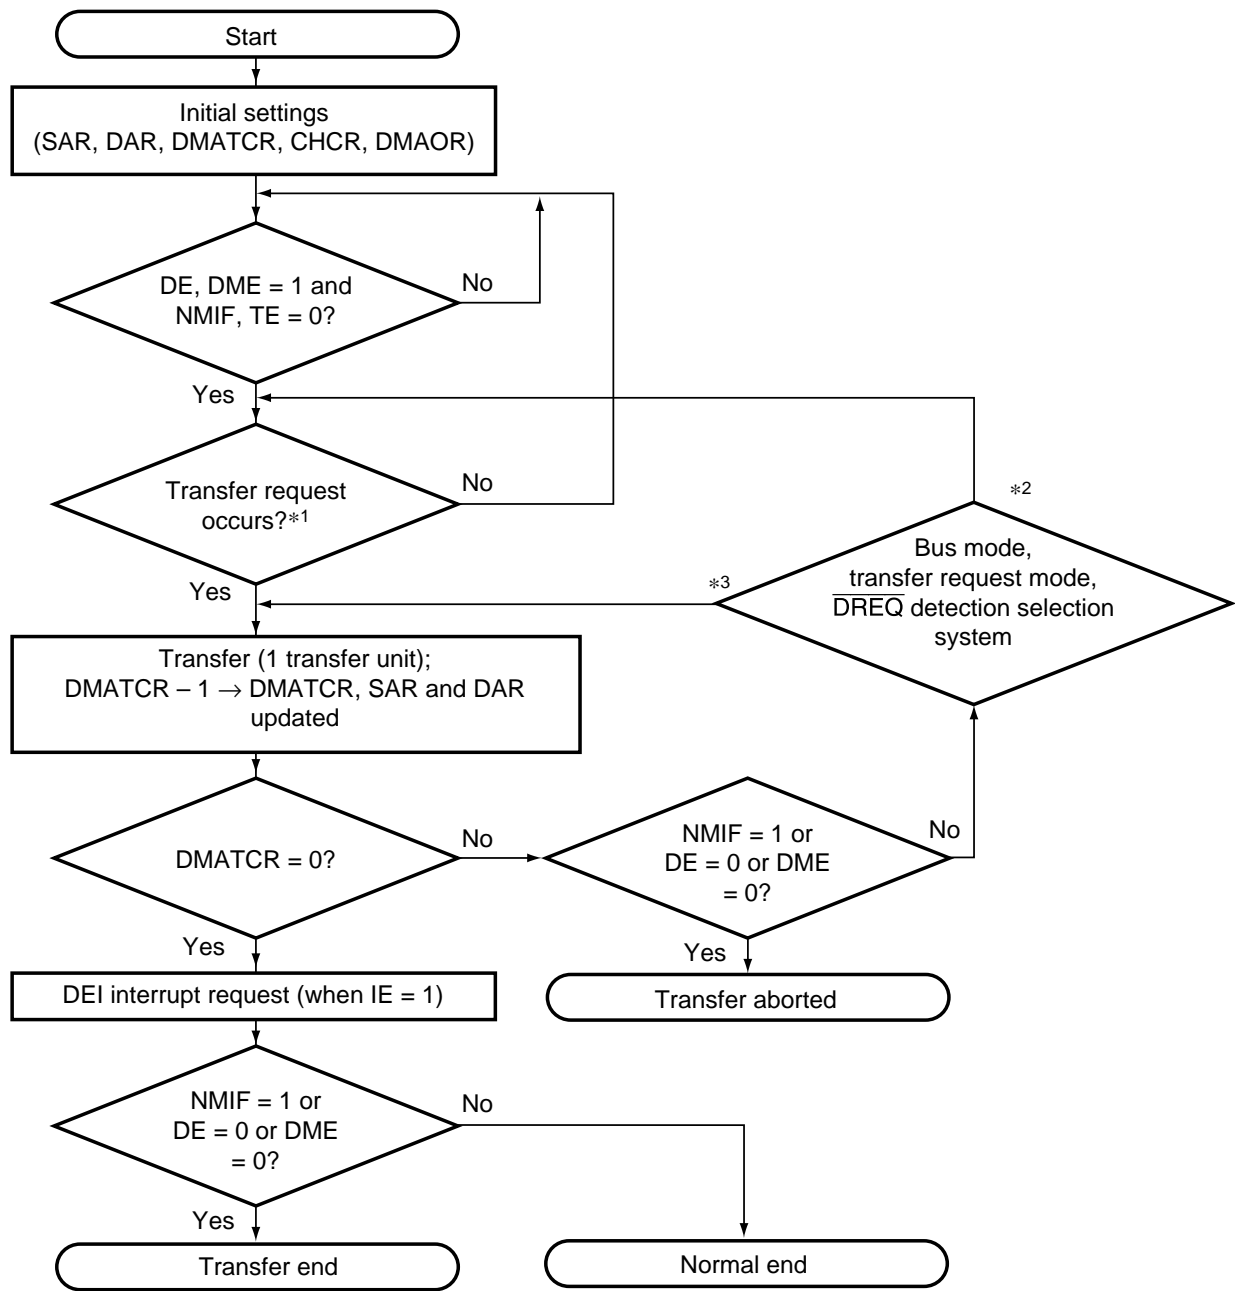 Start
Initial settings
(SAR, DAR, DMATCR, CHCR, DMAOR)
DE, DME = 1 and
NMIF, TE = 0?
No
Yes
Transfer request
occurs?*1
No
Yes
*2
Bus mode,
transfer request mode,
D̅R̅E̅Q̅ detection selection
system
*3
Transfer (1 transfer unit);
DMATCR – 1 → DMATCR, SAR and DAR
updated
DMATCR = 0?
No
Yes
NMIF = 1 or
DE = 0 or DME
= 0?
No
Yes
DEI interrupt request (when IE = 1)
Transfer aborted
NMIF = 1 or
DE = 0 or DME
= 0?
No
Yes
Transfer end
Normal end